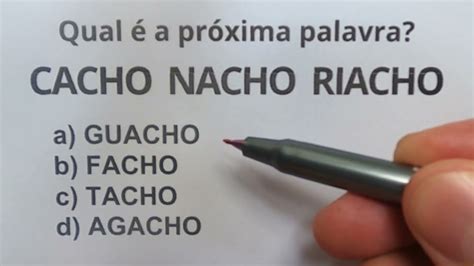 Qual é a próxima palavra?
CACHO NACHO RIACHO
a) GUACHO
b) FACHO
c) TACHO
d) AGACHO